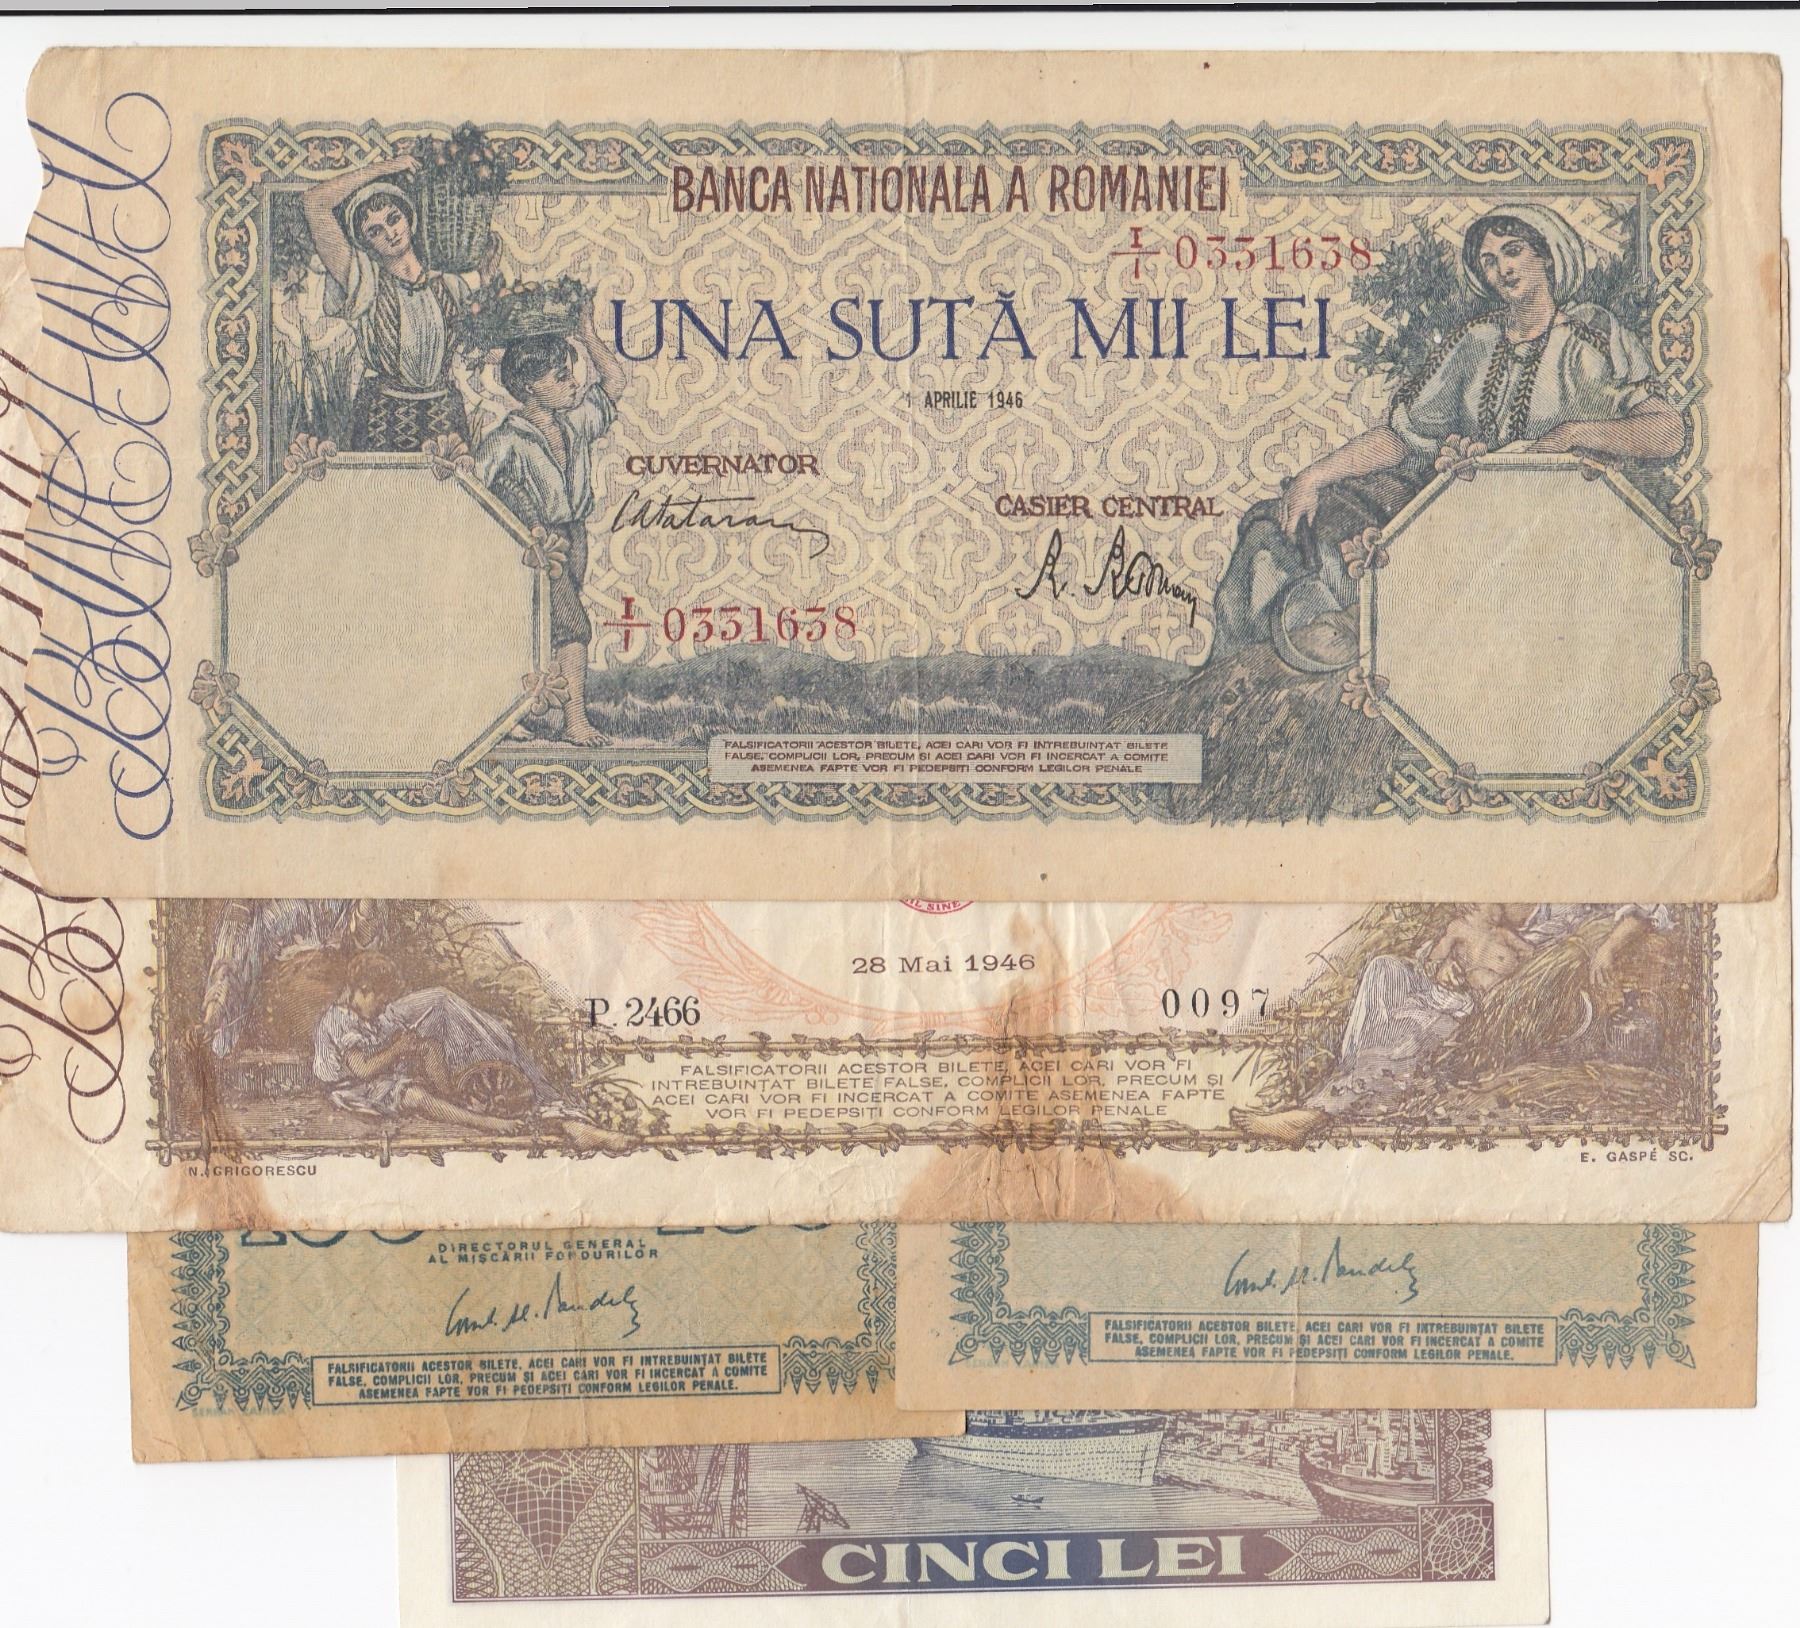 BANCA NATIONALA A ROMANIEI
I/1 0331638
UNA SUTĂ MII LEI
1 APRILIE 1946
GUVERNATOR
CASIER CENTRAL
I/1 0331638
FALSIFICATORII ACESTOR BILETE, ACEI CARI VOR FI INTREBUINȚAT BILETE
FALSE, COMPLICII LOR, PRECUM ȘI ACEI CARI VOR FI INCERCAT A COMITE
ASEMENEA FAPTE VOR FI PEDEPSITI CONFORM LEGILOR PENALE
IL SINE
28 Mai 1946
P. 2466
0097
FALSIFICATORII ACESTOR BILETE, ACEI CARI VOR FI
INTREBUINȚAT BILETE FALSE, COMPLICII LOR, PRECUM ȘI
ACEI CARI VOR FI INCERCAT A COMITE ASEMENEA FAPTE
VOR FI PEDEPSIȚI CONFORM LEGILOR PENALE
N. GRIGORESCU
E. GASPÉ SC.
DIRECTORUL GENERAL
AL MIȘCĂRII FONDURILOR
FALSIFICATORII ACESTOR BILETE, ACEI CARI VOR FI INTREBUINȚAT BILETE
FALSE, COMPLICII LOR, PRECUM ȘI ACEI CARI VOR FI INCERCAT A COMITE
ASEMENEA FAPTE VOR FI PEDEPSIȚI CONFORM LEGILOR PENALE.
FALSIFICATORII ACESTOR BILETE, ACEI CARI VOR FI INTREBUINȚAT BILETE
FALSE, COMPLICII LOR, PRECUM ȘI ACEI CARI VOR FI INCERCAT A COMITE
ASEMENEA FAPTE VOR FI PEDEPSIȚI CONFORM LEGILOR PENALE.
CINCI LEI